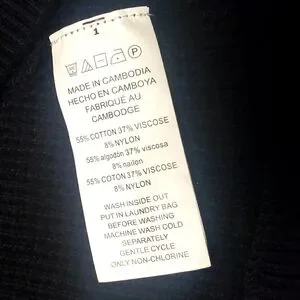 1
P
MADE IN CAMBODIA
HECHO EN CAMBOYA
FABRIQUÉ AU
CAMBODGE
55% COTTON 37% VISCOSE
8% NYLON
55% algodón 37% viscosa
8% nailon
55% COTON 37% VISCOSE
8% NYLON
WASH INSIDE OUT
PUT IN LAUNDRY BAG
BEFORE WASHING
MACHINE WASH COLD
SEPARATELY
GENTLE CYCLE
ONLY NON-CHLORINE